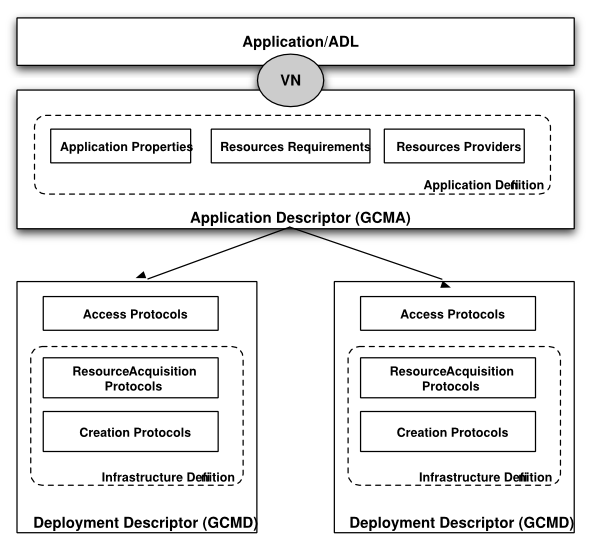 Application/ADL
VN
Application Properties
Resources Requirements
Resources Providers
Application Definition
Application Descriptor (GCMA)
Access Protocols
ResourceAcquisition
Protocols
Creation Protocols
Infrastructure Definition
Deployment Descriptor (GCMD)
Access Protocols
ResourceAcquisition
Protocols
Creation Protocols
Infrastructure Definition
Deployment Descriptor (GCMD)